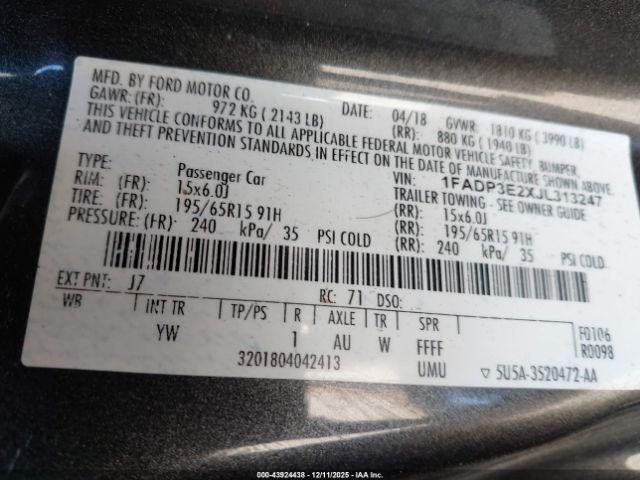 MFD. BY FORD MOTOR CO.
DATE: 04/18 GVWR: 1810 KG ( 3990 LB)
GAWR: (FR): 972 KG ( 2143 LB) (RR): 880 KG ( 1940 LB)
THIS VEHICLE CONFORMS TO ALL APPLICABLE FEDERAL MOTOR VEHICLE SAFETY, BUMPER,
AND THEFT PREVENTION STANDARDS IN EFFECT ON THE DATE OF MANUFACTURE SHOWN ABOVE.
VIN: 1FADP3E2XJL313247
TYPE: Passenger Car TRAILER TOWING - SEE OWNER GUIDE
RIM: (FR): 15x6.0J (RR): 15x6.0J
TIRE: (FR): 195/65R15 91H (RR): 195/65R15 91H
PRESSURE: (FR): 240 kPa/ 35 PSI COLD (RR): 240 kPa/ 35 PSI COLD
EXT PNT: J7 RC: 71 DSO:
WB INT TR TP/PS R AXLE TR SPR F0106
YW 1 AU W FFFF R0098
3201804042413 UMU ▽ 5U5A-3520472-AA
000-43924438 - 12/11/2025 - IAA Inc.